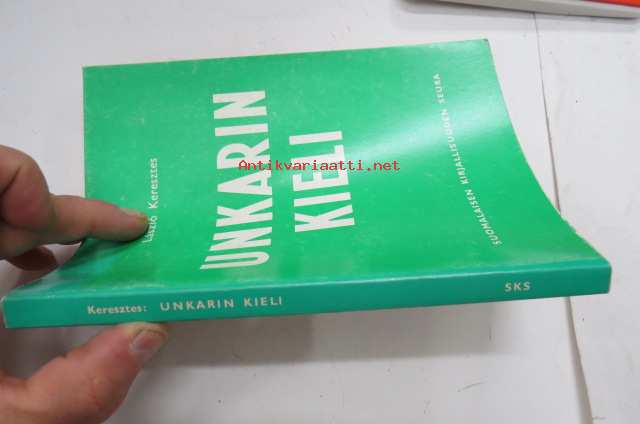 László Keresztes
UNKARIN
KIELI
SUOMALAISEN KIRJALLISUUDEN SEURA
Antikvariaatti.net
Keresztes: UNKARIN KIELI
SKS